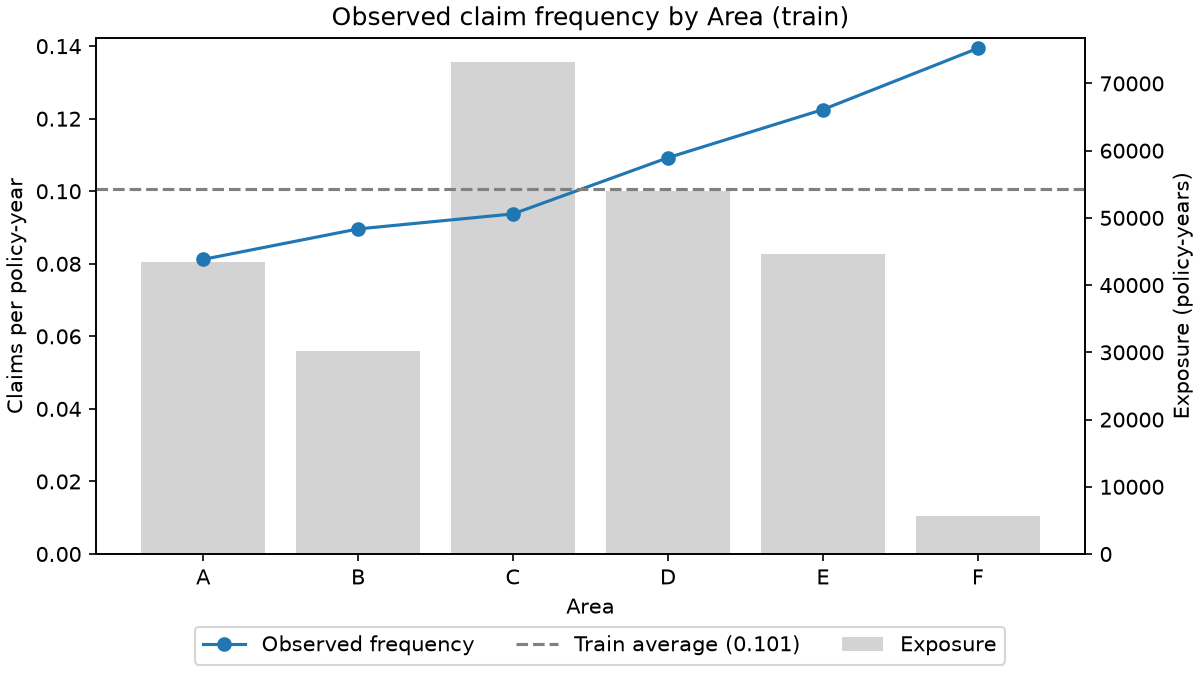 Observed claim frequency by Area (train)
Claims per policy-year
0.14
0.12
0.10
0.08
0.06
0.04
0.02
0.00
70000
60000
50000
40000
30000
20000
10000
0
Exposure (policy-years)
A B C D E F
Area
Observed frequency Train average (0.101) Exposure